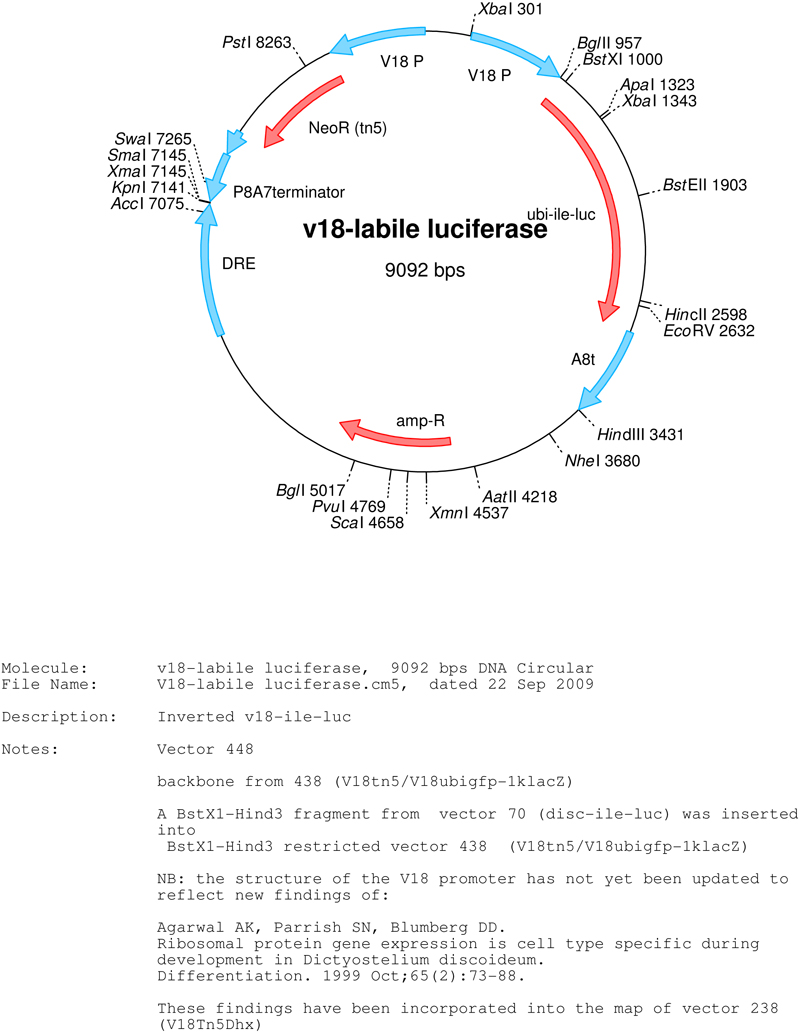 XbaI 301
PstI 8263
V18 P
V18 P
BglII 957
BstXI 1000
ApaI 1323
XbaI 1343
NeoR (tn5)
SwaI 7265
SmaI 7145
XmaI 7145
KpnI 7141
AccI 7075
P8A7terminator
BstEII 1903
ubi-ile-luc
v18-labile luciferase
9092 bps
DRE
HincII 2598
EcoRV 2632
A8t
amp-R
HindIII 3431
NheI 3680
BglI 5017
PvuI 4769
ScaI 4658
XmnI 4537
AatII 4218
Molecule: v18-labile luciferase, 9092 bps DNA Circular
File Name: V18-labile luciferase.cm5, dated 22 Sep 2009
Description: Inverted v18-ile-luc
Notes: Vector 448
backbone from 438 (V18tn5/V18ubigfp-1klacZ)
A BstX1-Hind3 fragment from vector 70 (disc-ile-luc) was inserted
into
BstX1-Hind3 restricted vector 438 (V18tn5/V18ubigfp-1klacZ)
NB: the structure of the V18 promoter has not yet been updated to
reflect new findings of:
Agarwal AK, Parrish SN, Blumberg DD.
Ribosomal protein gene expression is cell type specific during
development in Dictyostelium discoideum.
Differentiation. 1999 Oct;65(2):73-88.
These findings have been incorporated into the map of vector 238
(V18Tn5Dhx)